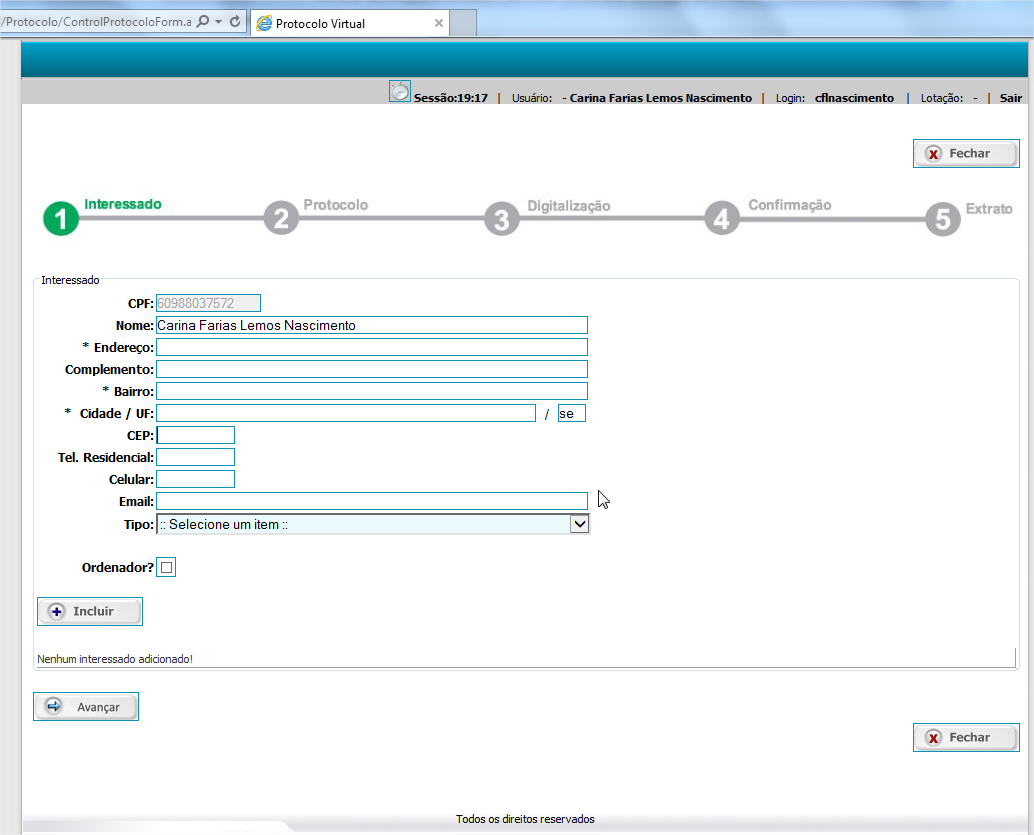 /Protocolo/ControlProtocoloForm.a
Protocolo Virtual
Sessão:19:17 | Usuário: - Carina Farias Lemos Nascimento | Login: cflnascimento | Lotação: - | Sair
Fechar
1 Interessado
2 Protocolo
3 Digitalização
4 Confirmação
5 Extrato
Interessado
CPF: 60988037572
Nome: Carina Farias Lemos Nascimento
* Endereço:
Complemento:
* Bairro:
* Cidade / UF: / se
CEP:
Tel. Residencial:
Celular:
Email:
Tipo: :: Selecione um item ::
Ordenador?
Incluir
Nenhum interessado adicionado!
Avançar
Fechar
Todos os direitos reservados